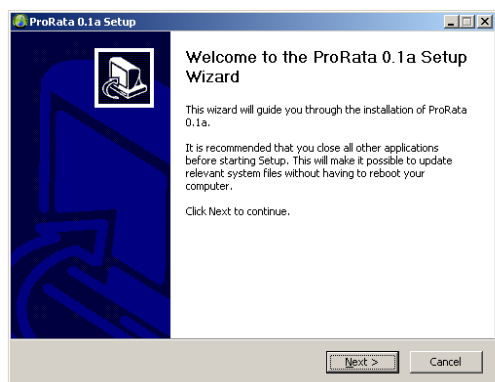 ProRata 0.1a Setup
Welcome to the ProRata 0.1a Setup
Wizard
This wizard will guide you through the installation of ProRata
0.1a.
It is recommended that you close all other applications
before starting Setup. This will make it possible to update
relevant system files without having to reboot your
computer.
Click Next to continue.
Next >
Cancel